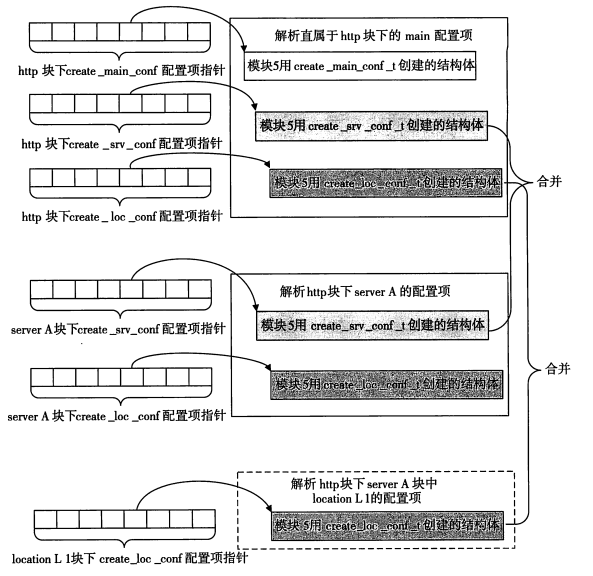 解析直属于http块下的 main 配置项
模块5用 create_main_conf_t 创建的结构体
http 块下create_main_conf 配置项指针
模块5用 create_srv_conf_t 创建的结构体
http 块下create_srv_conf 配置项指针
模块5用 create_loc_conf_t 创建的结构体
合并
http 块下create_loc_conf 配置项指针
解析http块下 server A 的配置项
模块5用 create_srv_conf_t 创建的结构体
server A块下create_srv_conf 配置项指针
合并
模块5用 create_loc_conf_t 创建的结构体
server A 块下create_loc_conf 配置项指针
解析 http块下 server A 块中
location L 1的配置项
模块5用 create_loc_conf_t 创建的结构体
location L 1块下 create_loc_conf 配置项指针